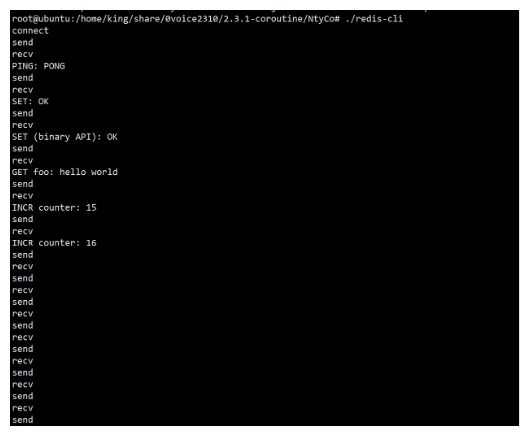 root@ubuntu:/home/king/share/0voice2310/2.3.1-coroutine/NtyCo# ./redis-cli
connect
send
recv
PING: PONG
send
recv
SET: OK
send
recv
SET (binary API): OK
send
recv
GET foo: hello world
send
recv
INCR counter: 15
send
recv
INCR counter: 16
send
recv
send
recv
send
recv
send
recv
send
recv
send
recv
send
recv
send